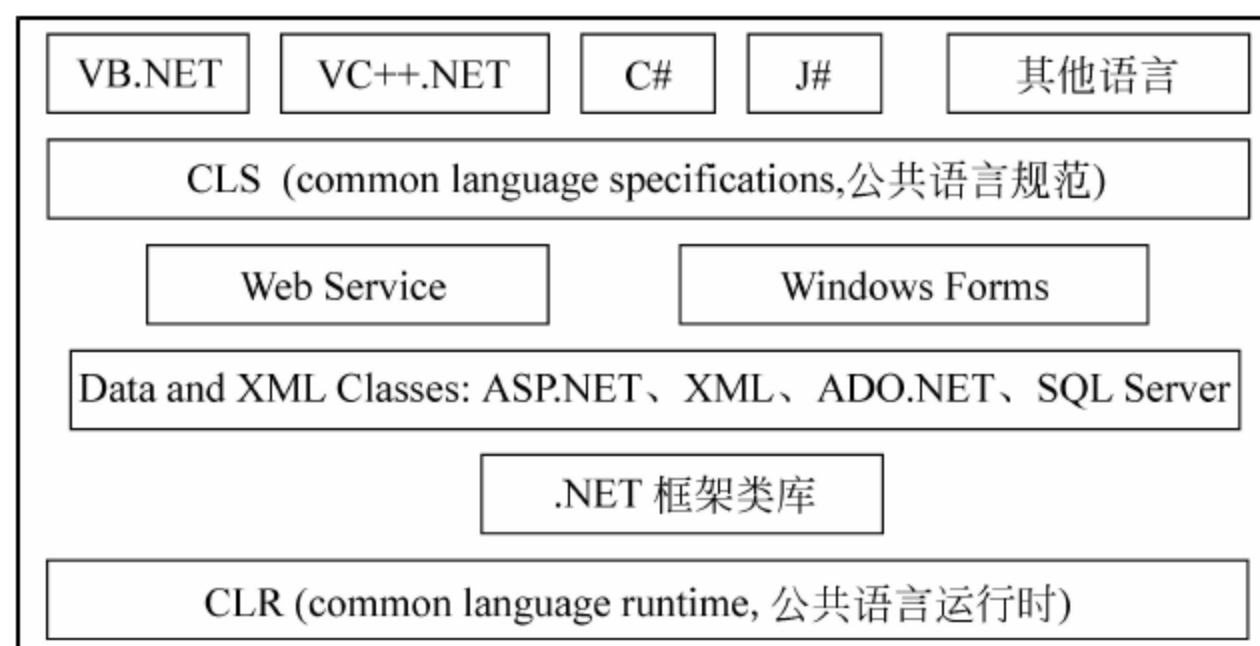 VB.NET VC++.NET C# J# 其他语言
CLS (common language specifications,公共语言规范)
Web Service Windows Forms
Data and XML Classes: ASP.NET、XML、ADO.NET、SQL Server
.NET 框架类库
CLR (common language runtime, 公共语言运行时)